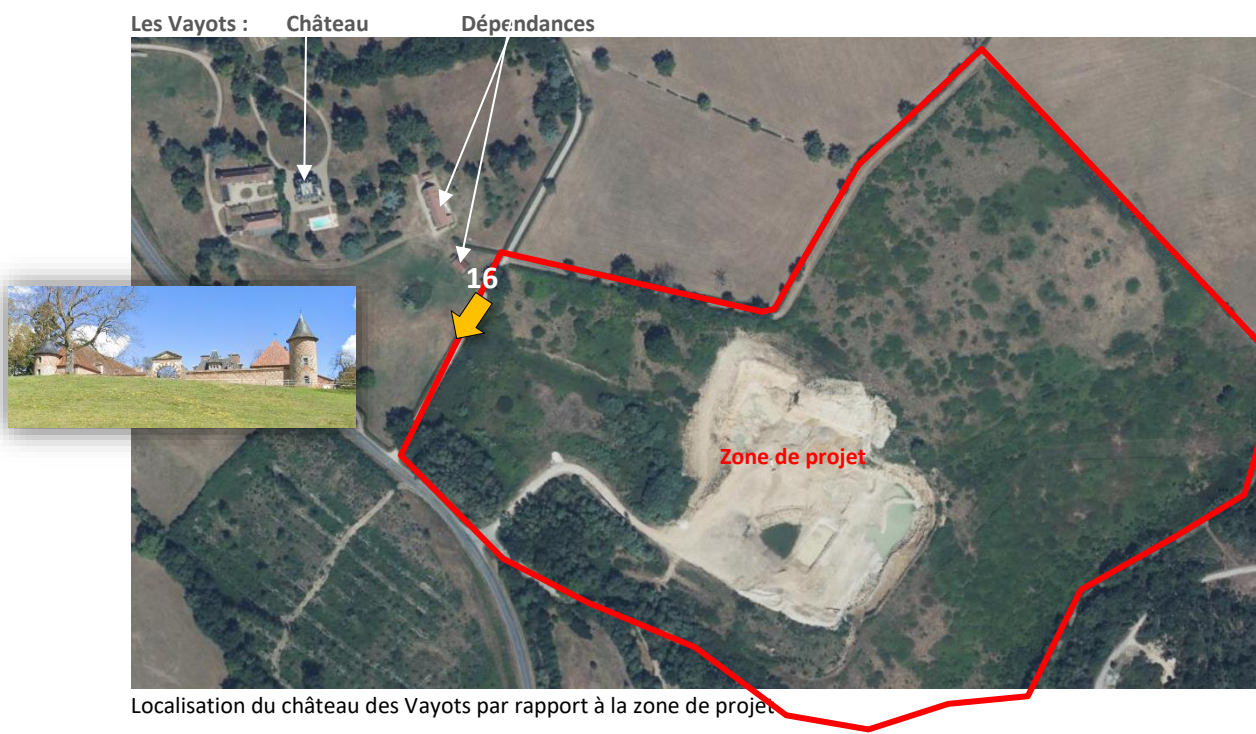 Les Vayots : Château Dépendances
16
Zone de projet
Localisation du château des Vayots par rapport à la zone de projet